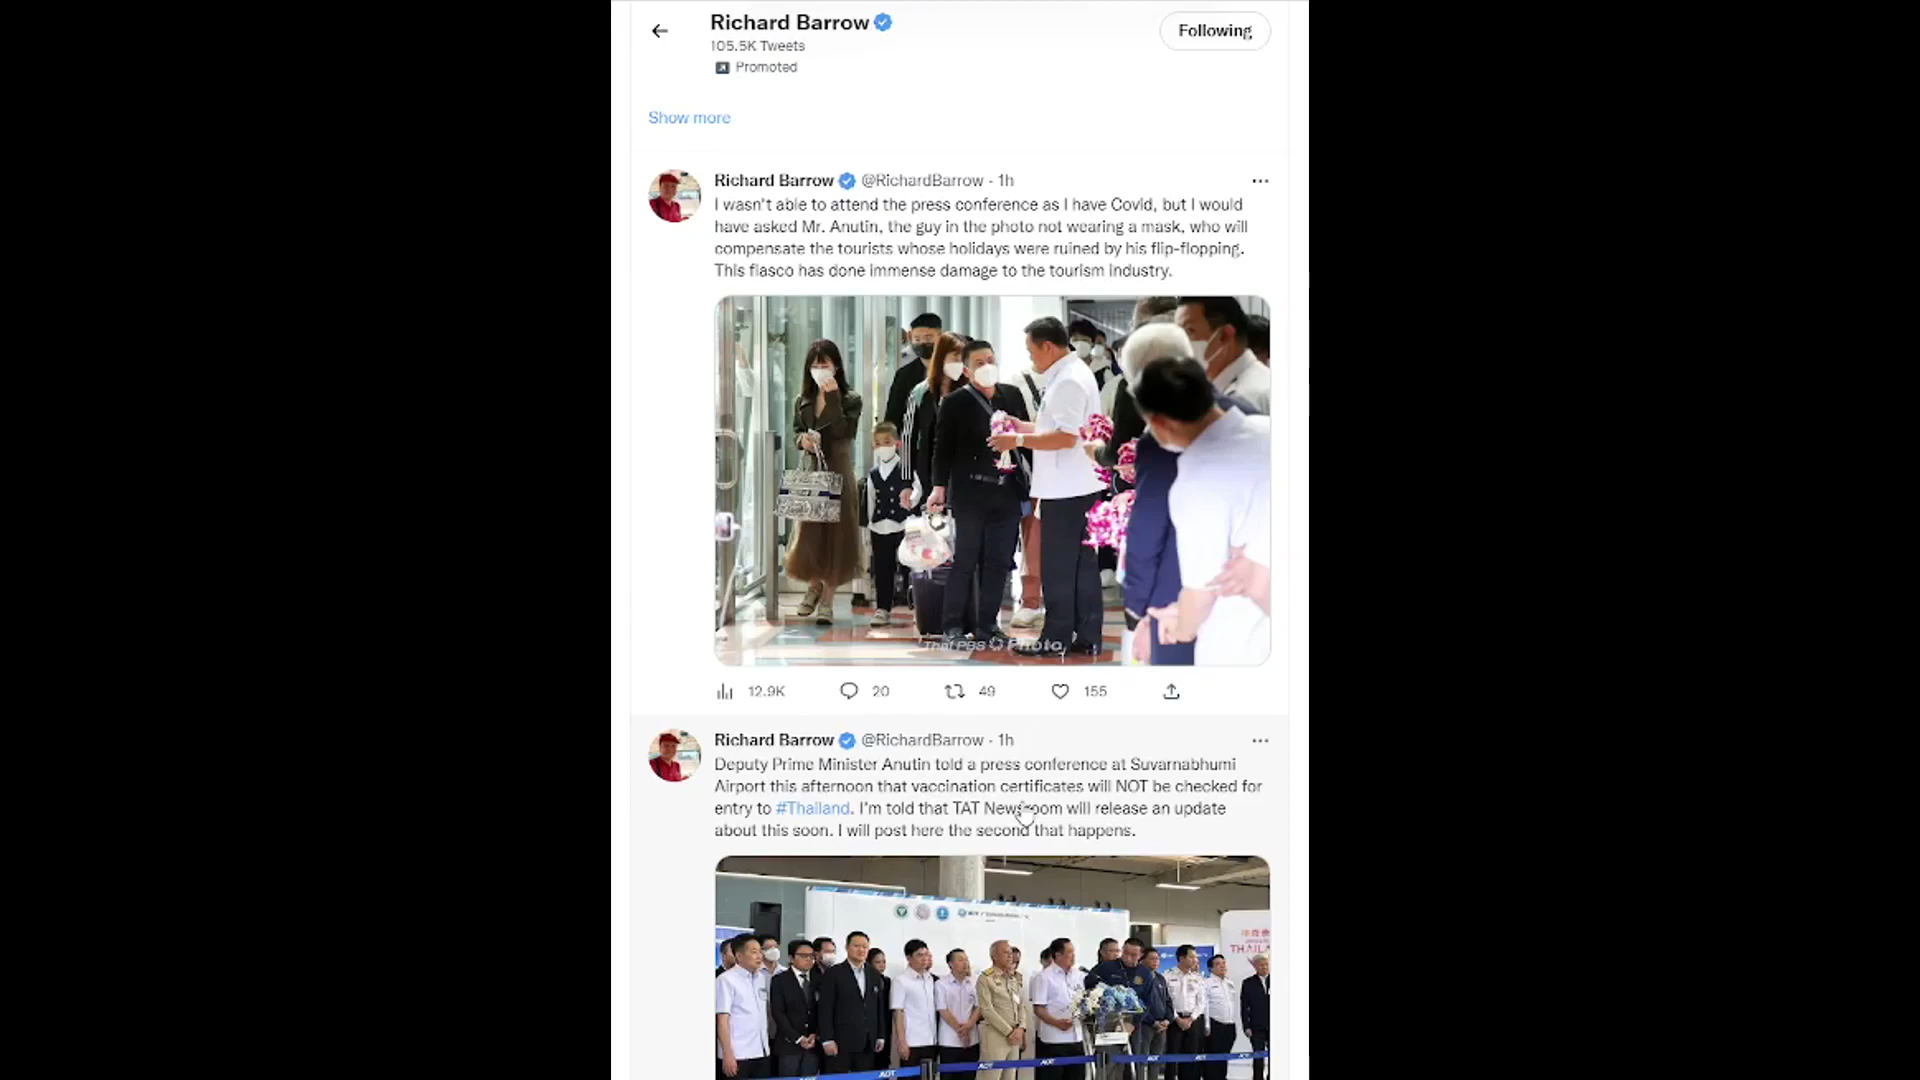 Richard Barrow
105.5K Tweets
Promoted
Following
Show more
Richard Barrow @RichardBarrow · 1h
I wasn't able to attend the press conference as I have Covid, but I would
have asked Mr. Anutin, the guy in the photo not wearing a mask, who will
compensate the tourists whose holidays were ruined by his flip-flopping.
This fiasco has done immense damage to the tourism industry.
Thai PBS Photo
12.9K 20 49 155
Richard Barrow @RichardBarrow · 1h
Deputy Prime Minister Anutin told a press conference at Suvarnabhumi
Airport this afternoon that vaccination certificates will NOT be checked for
entry to #Thailand. I'm told that TAT Newsroom will release an update
about this soon. I will post here the second that happens.
AOT AOT AOT AOT AOT